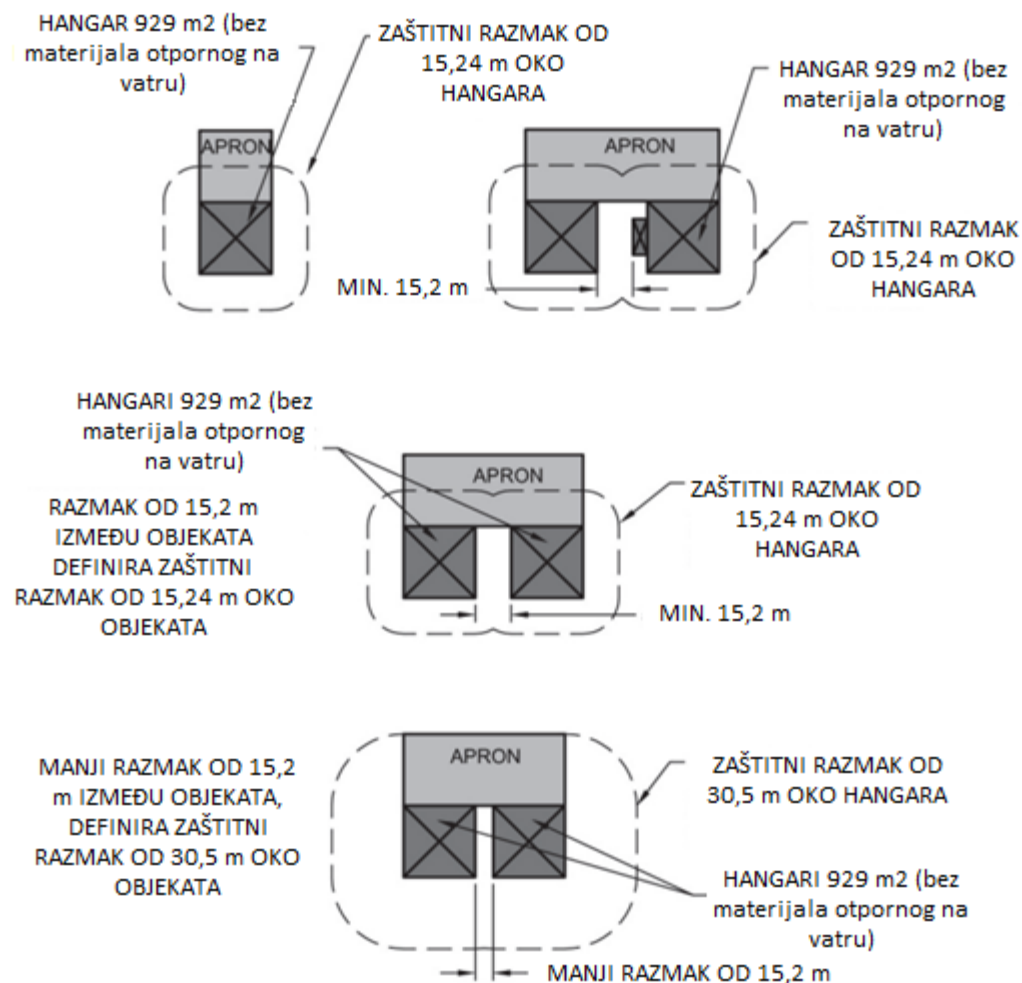 HANGAR 929 m2 (bez
materijala otpornog na
vatru)
ZAŠTITNI RAZMAK OD
15,24 m OKO
HANGARA
APRON
HANGAR 929 m2 (bez
materijala otpornog
na vatru)
APRON
ZAŠTITNI RAZMAK
OD 15,24 m OKO
HANGARA
MIN. 15,2 m
HANGARI 929 m2 (bez
materijala otpornog
na vatru)
RAZMAK OD 15,2 m
IZMEĐU OBJEKATA
DEFINIRA ZAŠTITNI
RAZMAK OD 15,24 m OKO
OBJEKATA
APRON
ZAŠTITNI RAZMAK OD
15,24 m OKO
HANGARA
MIN. 15,2 m
MANJI RAZMAK OD 15,2
m IZMEĐU OBJEKATA,
DEFINIRA ZAŠTITNI
RAZMAK OD 30,5 m OKO
OBJEKATA
APRON
ZAŠTITNI RAZMAK OD
30,5 m OKO HANGARA
HANGARI 929 m2 (bez
materijala otpornog na
vatru)
MANJI RAZMAK OD 15,2 m